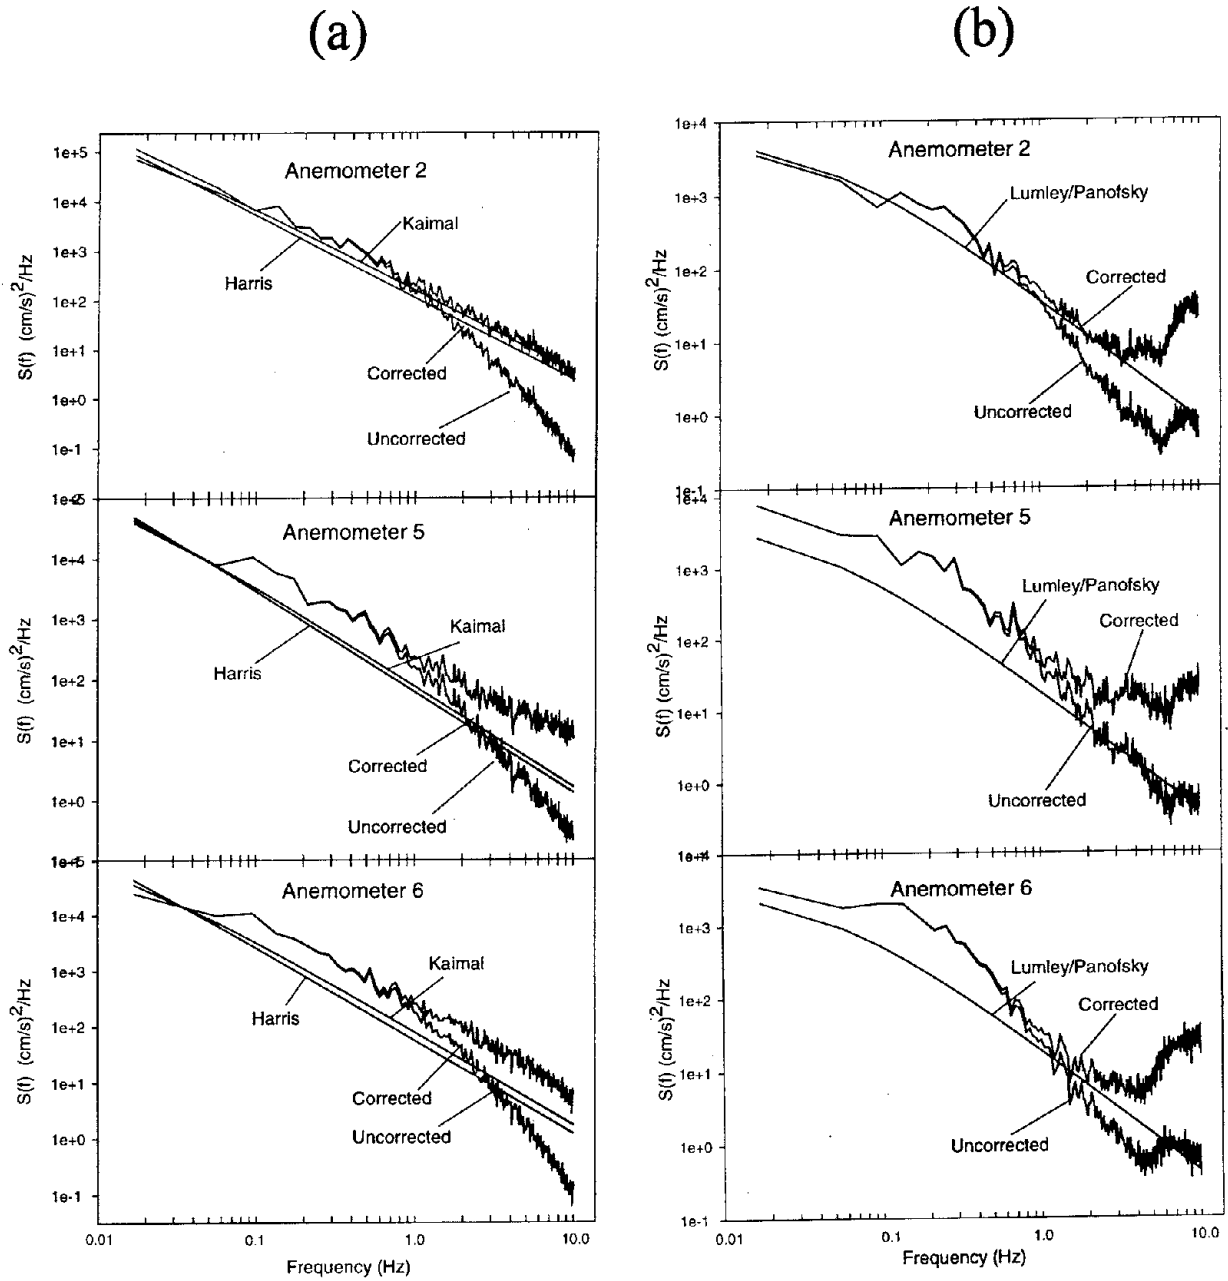 (a)
(b)
Anemometer 2
1e+5
1e+4
1e+3
1e+2
1e+1
1e+0
1e-1
S(f) (cm/s)2/Hz
Kaimal
Harris
Corrected
Uncorrected
Anemometer 5
1e+4
1e+3
1e+2
1e+1
1e+0
S(f) (cm/s)2/Hz
Kaimal
Harris
Corrected
Uncorrected
Anemometer 6
1e+5
1e+4
1e+3
1e+2
1e+1
1e+0
1e-1
S(f) (cm/s)2/Hz
Kaimal
Harris
Corrected
Uncorrected
0.01 0.1 1.0 10.0
Frequency (Hz)
Anemometer 2
1e+4
1e+3
1e+2
1e+1
1e+0
1e-1
S(f) (cm/s)2/Hz
Lumley/Panofsky
Corrected
Uncorrected
Anemometer 5
1e+4
1e+3
1e+2
1e+1
1e+0
S(f) (cm/s)2/Hz
Lumley/Panofsky
Corrected
Uncorrected
Anemometer 6
1e+4
1e+3
1e+2
1e+1
1e+0
1e-1
S(f) (cm/s)2/Hz
Lumley/Panofsky
Corrected
Uncorrected
0.01 0.1 1.0 10.0
Frequency (Hz)